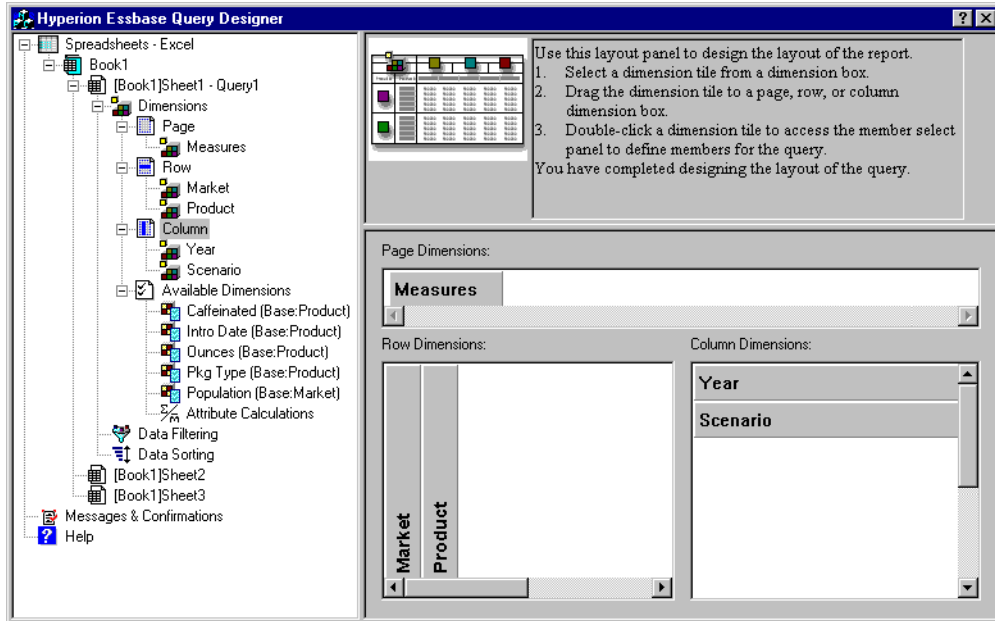 Hyperion Essbase Query Designer
Spreadsheets - Excel
Book1
[Book1]Sheet1 - Query1
Dimensions
Page
Measures
Row
Market
Product
Column
Year
Scenario
Available Dimensions
Caffeinated (Base:Product)
Intro Date (Base:Product)
Ounces (Base:Product)
Pkg Type (Base:Product)
Population (Base:Market)
Attribute Calculations
Data Filtering
Data Sorting
[Book1]Sheet2
[Book1]Sheet3
Messages & Confirmations
Help
Use this layout panel to design the layout of the report.
1. Select a dimension tile from a dimension box.
2. Drag the dimension tile to a page, row, or column
dimension box.
3. Double-click a dimension tile to access the member select
panel to define members for the query.
You have completed designing the layout of the query.
Page Dimensions:
Measures
Row Dimensions:
Market
Product
Column Dimensions:
Year
Scenario